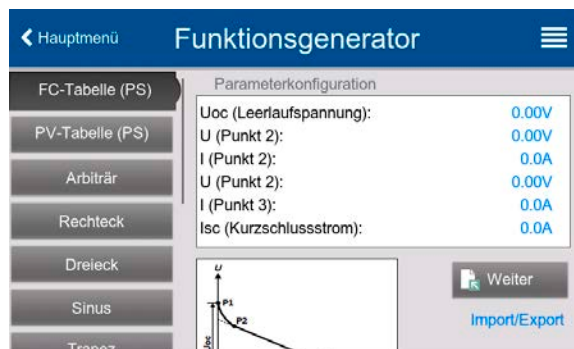 Hauptmenü
Funktionsgenerator
FC-Tabelle (PS)
PV-Tabelle (PS)
Arbiträr
Rechteck
Dreieck
Sinus
Trapez
Parameterkonfiguration
Uoc (Leerlaufspannung): 0.00V
U (Punkt 2): 0.00V
I (Punkt 2): 0.0A
U (Punkt 2): 0.00V
I (Punkt 3): 0.0A
Isc (Kurzschlussstrom): 0.0A
U
P1
P2
Uoc
Weiter
Import/Export